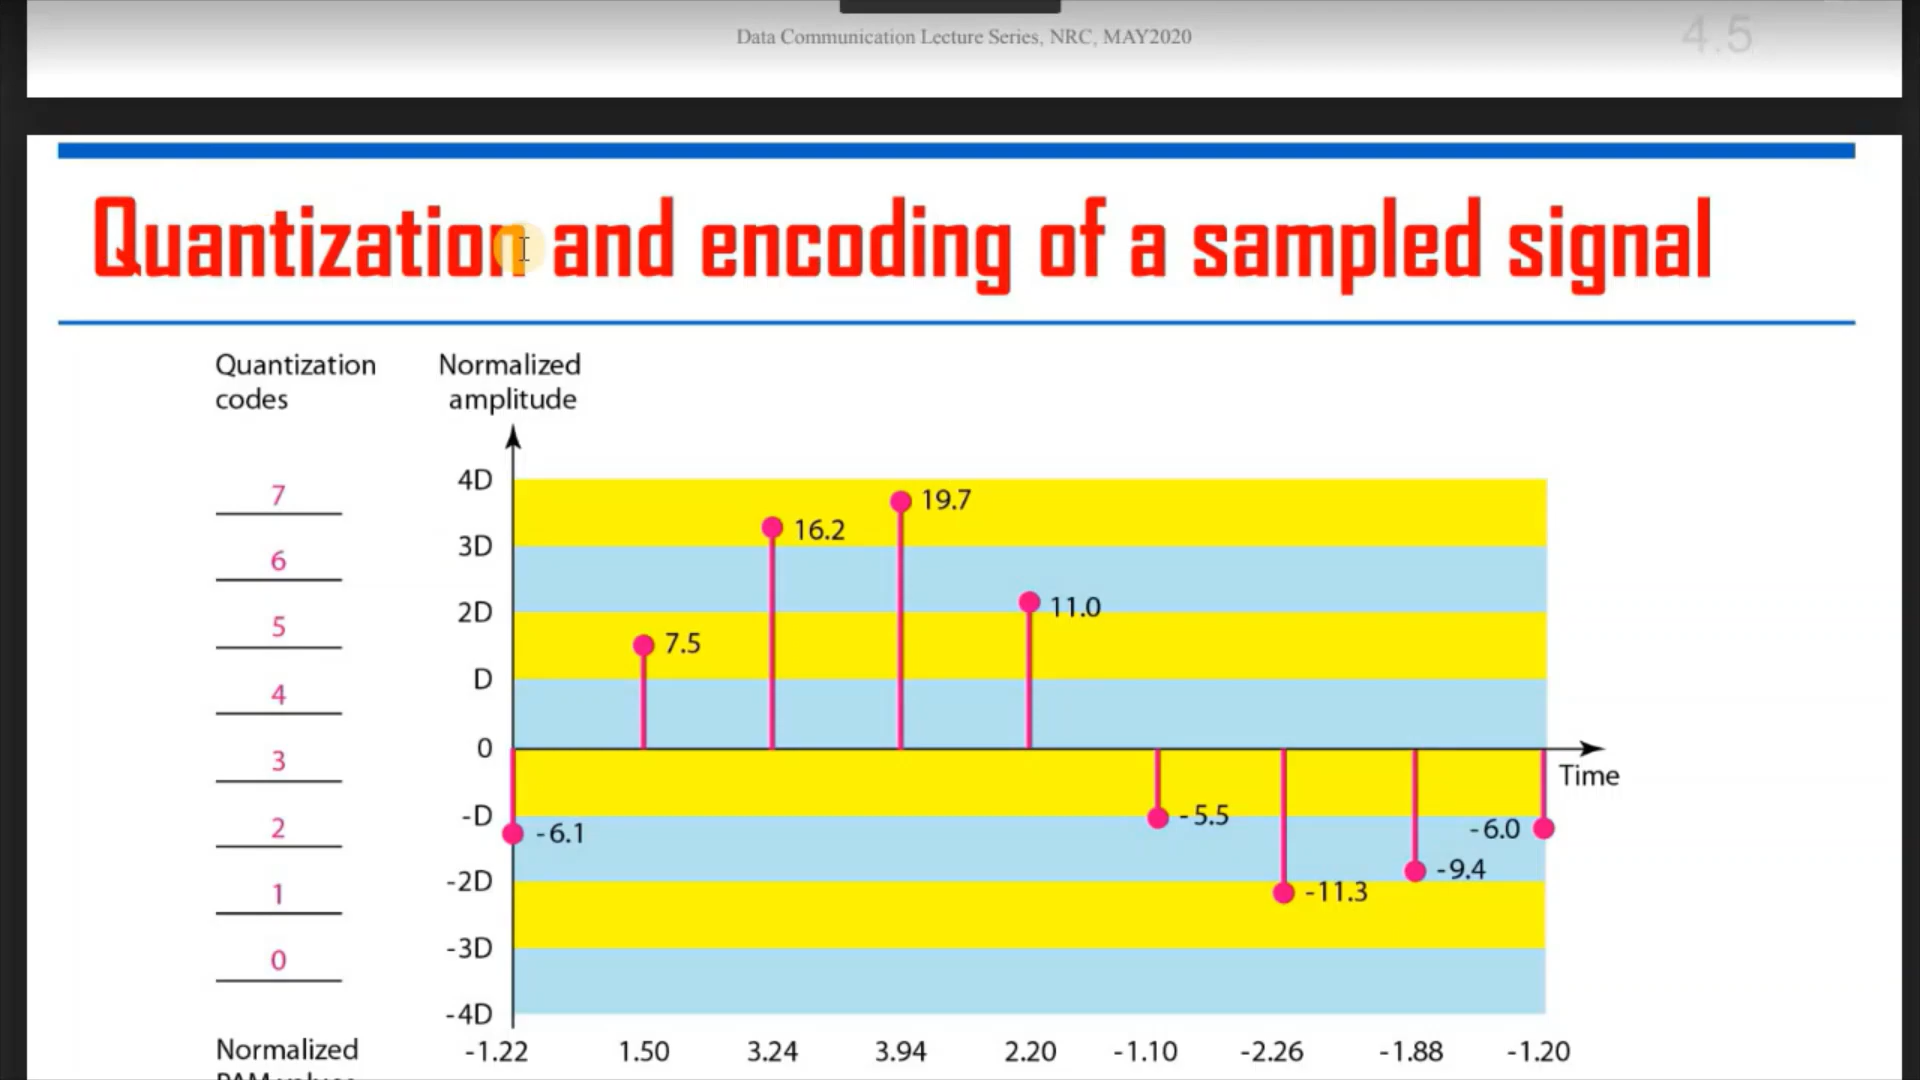 Data Communication Lecture Series, NRC, MAY2020
4.5
Quantization and encoding of a sampled signal
Quantization
codes
Normalized
amplitude
4D
7
19.7
16.2
3D
6
2D
11.0
5
7.5
D
4
0
3
Time
-D
-5.5
2
-6.1
-6.0
-9.4
-2D
1
-11.3
-3D
0
-4D
Normalized
-1.22 1.50 3.24 3.94 2.20 -1.10 -2.26 -1.88 -1.20
PAM values